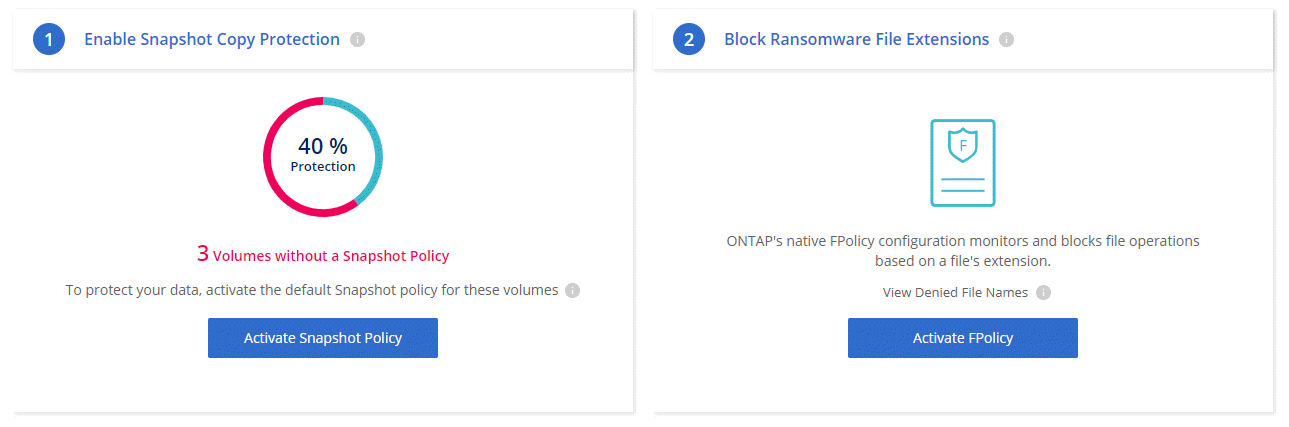 1 Enable Snapshot Copy Protection i
40 %
Protection
3 Volumes without a Snapshot Policy
To protect your data, activate the default Snapshot policy for these volumes i
Activate Snapshot Policy
2 Block Ransomware File Extensions i
F
ONTAP's native FPolicy configuration monitors and blocks file operations
based on a file's extension.
View Denied File Names i
Activate FPolicy